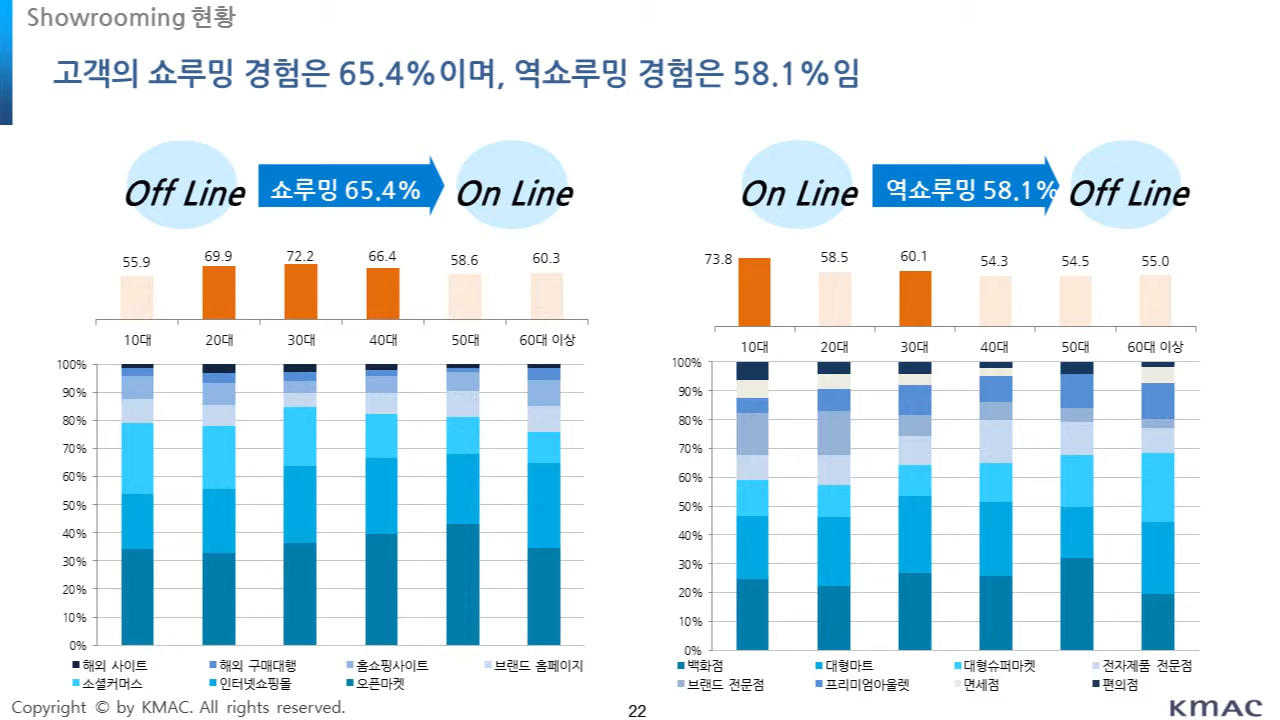 Showrooming 현황
고객의 쇼루밍 경험은 65.4%이며, 역쇼루밍 경험은 58.1%임
Off Line 쇼루밍 65.4% On Line
On Line 역쇼루밍 58.1% Off Line
55.9 69.9 72.2 66.4 58.6 60.3
10대 20대 30대 40대 50대 60대 이상
100%
90%
80%
70%
60%
50%
40%
30%
20%
10%
0%
해외 사이트 해외 구매대행 홈쇼핑사이트 브랜드 홈페이지
소셜커머스 인터넷쇼핑몰 오픈마켓
73.8 58.5 60.1 54.3 54.5 55.0
10대 20대 30대 40대 50대 60대 이상
100%
90%
80%
70%
60%
50%
40%
30%
20%
10%
0%
백화점 대형마트 대형슈퍼마켓 전자제품 전문점
브랜드 전문점 프리미엄아울렛 면세점 편의점
Copyright © by KMAC. All rights reserved.
22
KMAC